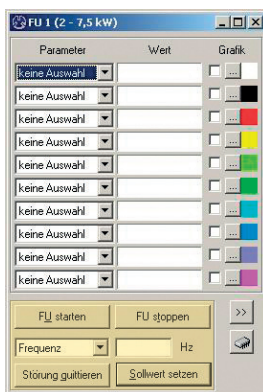 FU 1 (2 - 7,5 kW)
Parameter Wert Grafik
keine Auswahl ...
keine Auswahl ...
keine Auswahl ...
keine Auswahl ...
keine Auswahl ...
keine Auswahl ...
keine Auswahl ...
keine Auswahl ...
keine Auswahl ...
keine Auswahl ...
FU starten FU stoppen >>
Frequenz Hz
Störung quittieren Sollwert setzen